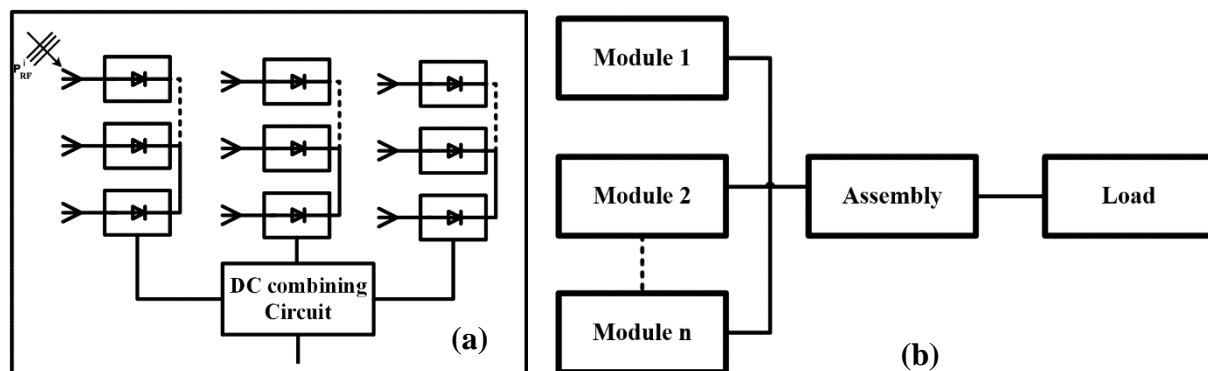 P i RF
DC combining
Circuit
(a)
Module 1
Module 2
Assembly
Load
Module n
(b)